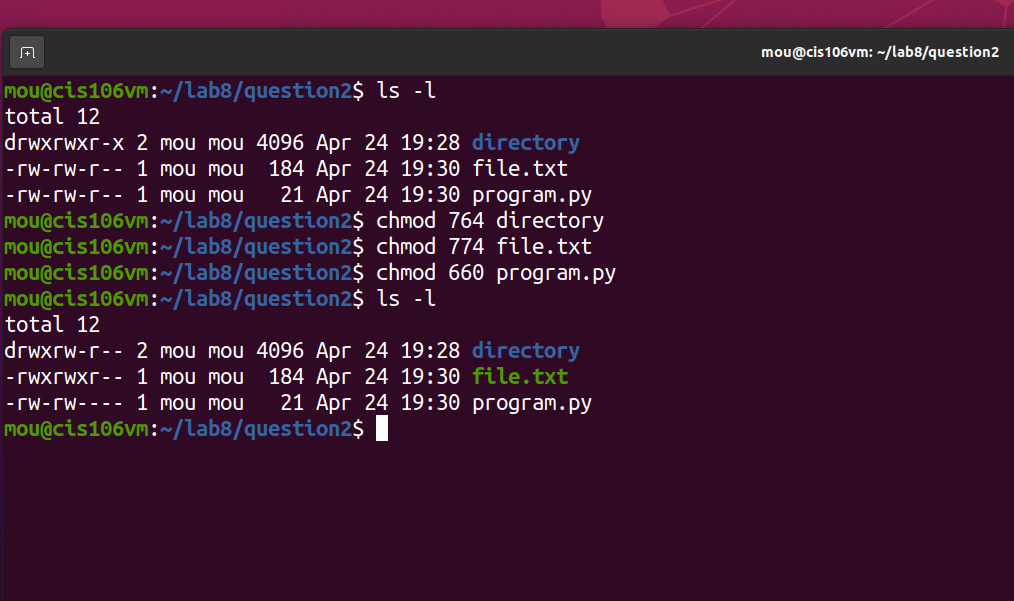 mou@cis106vm: ~/lab8/question2
mou@cis106vm:~/lab8/question2$ ls -l
total 12
drwxrwxr-x 2 mou mou 4096 Apr 24 19:28 directory
-rw-rw-r-- 1 mou mou  184 Apr 24 19:30 file.txt
-rw-rw-r-- 1 mou mou   21 Apr 24 19:30 program.py
mou@cis106vm:~/lab8/question2$ chmod 764 directory
mou@cis106vm:~/lab8/question2$ chmod 774 file.txt
mou@cis106vm:~/lab8/question2$ chmod 660 program.py
mou@cis106vm:~/lab8/question2$ ls -l
total 12
drwxrw-r-- 2 mou mou 4096 Apr 24 19:28 directory
-rwxrwxr-- 1 mou mou  184 Apr 24 19:30 file.txt
-rw-rw---- 1 mou mou   21 Apr 24 19:30 program.py
mou@cis106vm:~/lab8/question2$